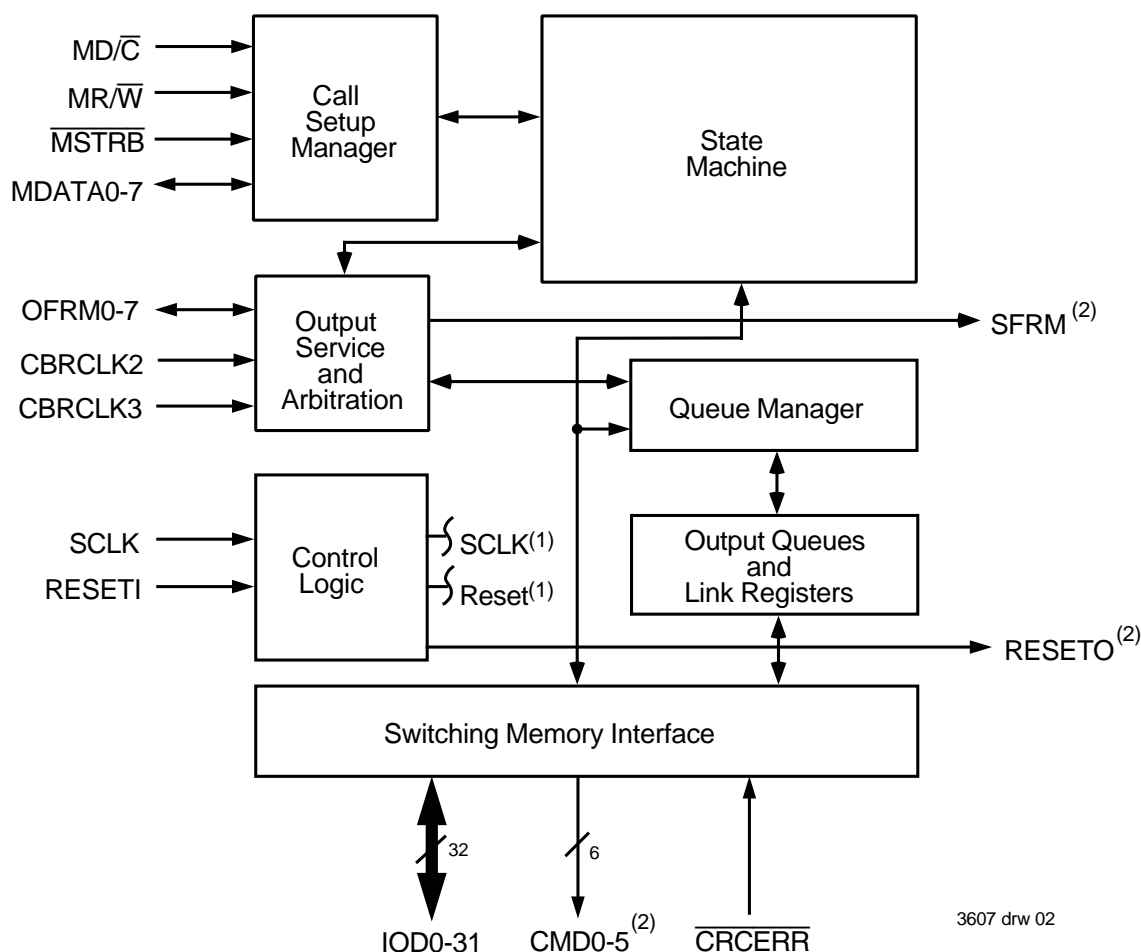 MD/C̅
MR/W̅
M̅S̅T̅R̅B̅
MDATA0-7
Call
Setup
Manager
State
Machine
OFRM0-7
CBRCLK2
CBRCLK3
Output
Service
and
Arbitration
SFRM(2)
Queue Manager
SCLK
RESETI
Control
Logic
SCLK(1)
Reset(1)
Output Queues
and
Link Registers
RESETO(2)
Switching Memory Interface
32
6
IOD0-31
CMD0-5(2)
C̅R̅C̅E̅R̅R̅
3607 drw 02